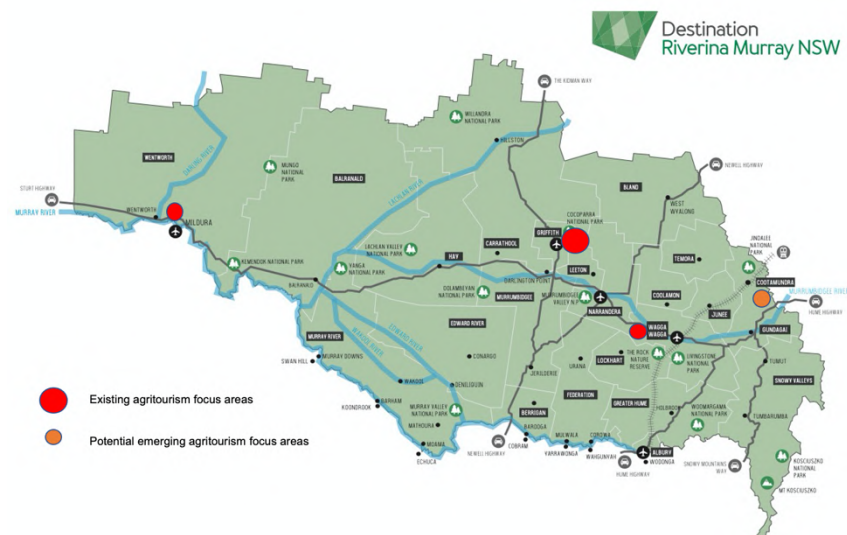 Destination
Riverina Murray NSW
THE KIDMAN WAY
WILLANDRA
NATIONAL PARK
HILLSTON
WENTWORTH
DARLING RIVER
MUNGO
NATIONAL
PARK
BALRANALD
LACHLAN RIVER
BLAND
NEWELL HIGHWAY
WEST
WYALONG
STURT HIGHWAY
MURRAY RIVER
WENTWORTH
MILDURA
COCOPARRA
NATIONAL PARK
GRIFFITH
JINDALEE
NATIONAL
PARK
KEMENDOK NATIONAL PARK
YANGA
NATIONAL PARK
LACHLAN VALLEY
NATIONAL PARK
HAY
CARRATHOOL
LEETON
TEMORA
COOTAMUNDRA
BALRANALD
DARLINGTON POINT
OOLAMBEYAN
NATIONAL PARK
MURRUMBIDGEE
MURRUMBIDGEE
VALLEY N.P.
NARRANDERA
COOLAMON
JUNEE
MURRUMBIDGEE RIVER
HUME HIGHWAY
MURRAY RIVER
EDWARD RIVER
WAKOOL RIVER
EDWARD RIVER
WAGGA
WAGGA
GUNDAGAI
SWAN HILL
MURRAY DOWNS
CONARGO
JERILDERIE
URANA
LOCKHART
THE ROCK
NATURE
RESERVE
LIVINGSTONE
NATIONAL
PARK
TUMUT
SNOWY VALLEYS
WAKOOL
DENILIQUIN
FEDERATION
GREATER HUME
Existing agritourism focus areas
KOONDROOK
BARHAM
MURRAY VALLEY
NATIONAL PARK
BERRIGAN
HOLBROOK
WOOMARGAMA
NATIONAL PARK
TUMBARUMBA
MATHOURA
BAROOGA
MULWALA
COROWA
Potential emerging agritourism focus areas
MOAMA
ECHUCA
NEWELL HIGHWAY
COBRAM
YARRAWONGA
WAHGUNYAH
ALBURY
WODONGA
HUME HIGHWAY
SNOWY MOUNTAINS
WAY
KOSCIUSZKO
NATIONAL
PARK
MT KOSCIUSZKO